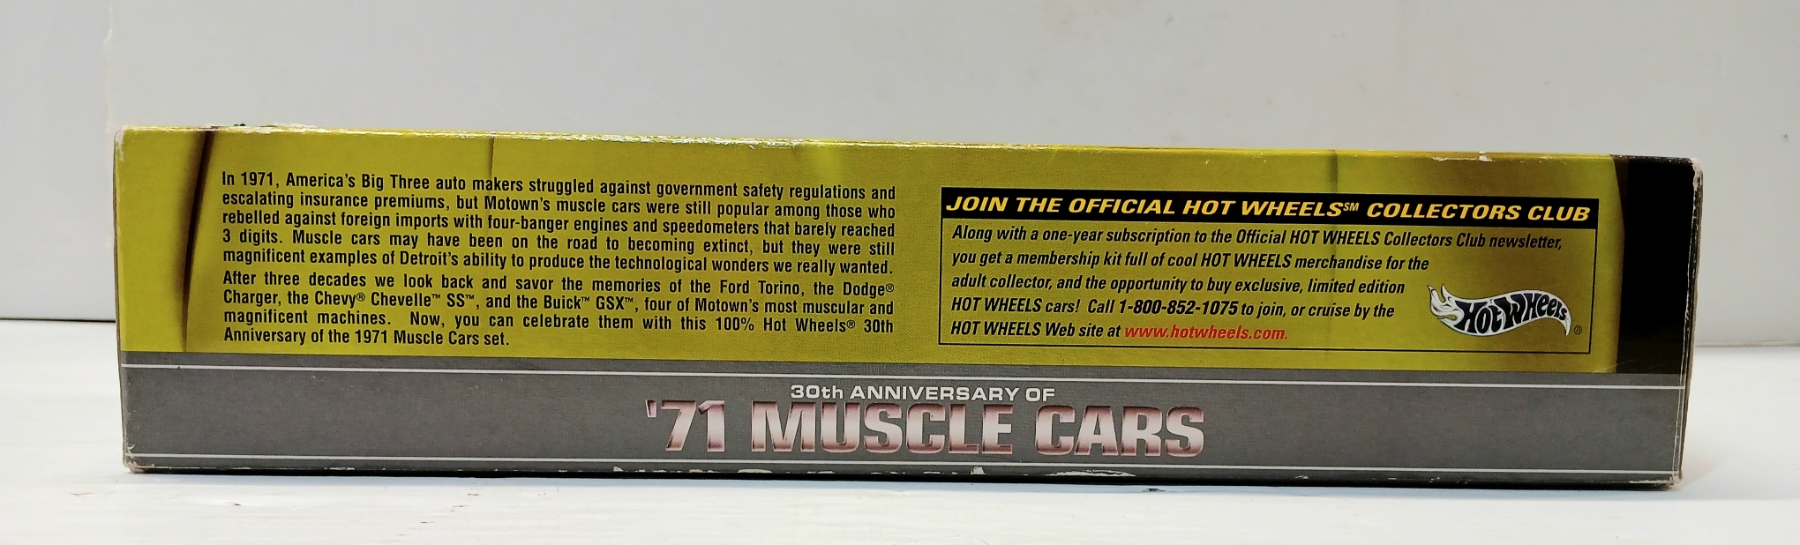 In 1971, America's Big Three auto makers struggled against government safety regulations and
escalating insurance premiums, but Motown's muscle cars were still popular among those who
rebelled against foreign imports with four-banger engines and speedometers that barely reached
3 digits. Muscle cars may have been on the road to becoming extinct, but they were still
magnificent examples of Detroit's ability to produce the technological wonders we really wanted.
After three decades we look back and savor the memories of the Ford Torino, the Dodge®
Charger, the Chevy® Chevelle™ SS™, and the Buick™ GSX™, four of Motown's most muscular and
magnificent machines. Now, you can celebrate them with this 100% Hot Wheels® 30th
Anniversary of the 1971 Muscle Cars set.
JOIN THE OFFICIAL HOT WHEELS℠ COLLECTORS CLUB
Along with a one-year subscription to the Official HOT WHEELS Collectors Club newsletter,
you get a membership kit full of cool HOT WHEELS merchandise for the
adult collector, and the opportunity to buy exclusive, limited edition
HOT WHEELS cars! Call 1-800-852-1075 to join, or cruise by the
HOT WHEELS Web site at www.hotwheels.com.
Hot Wheels®
30th ANNIVERSARY OF
'71 MUSCLE CARS